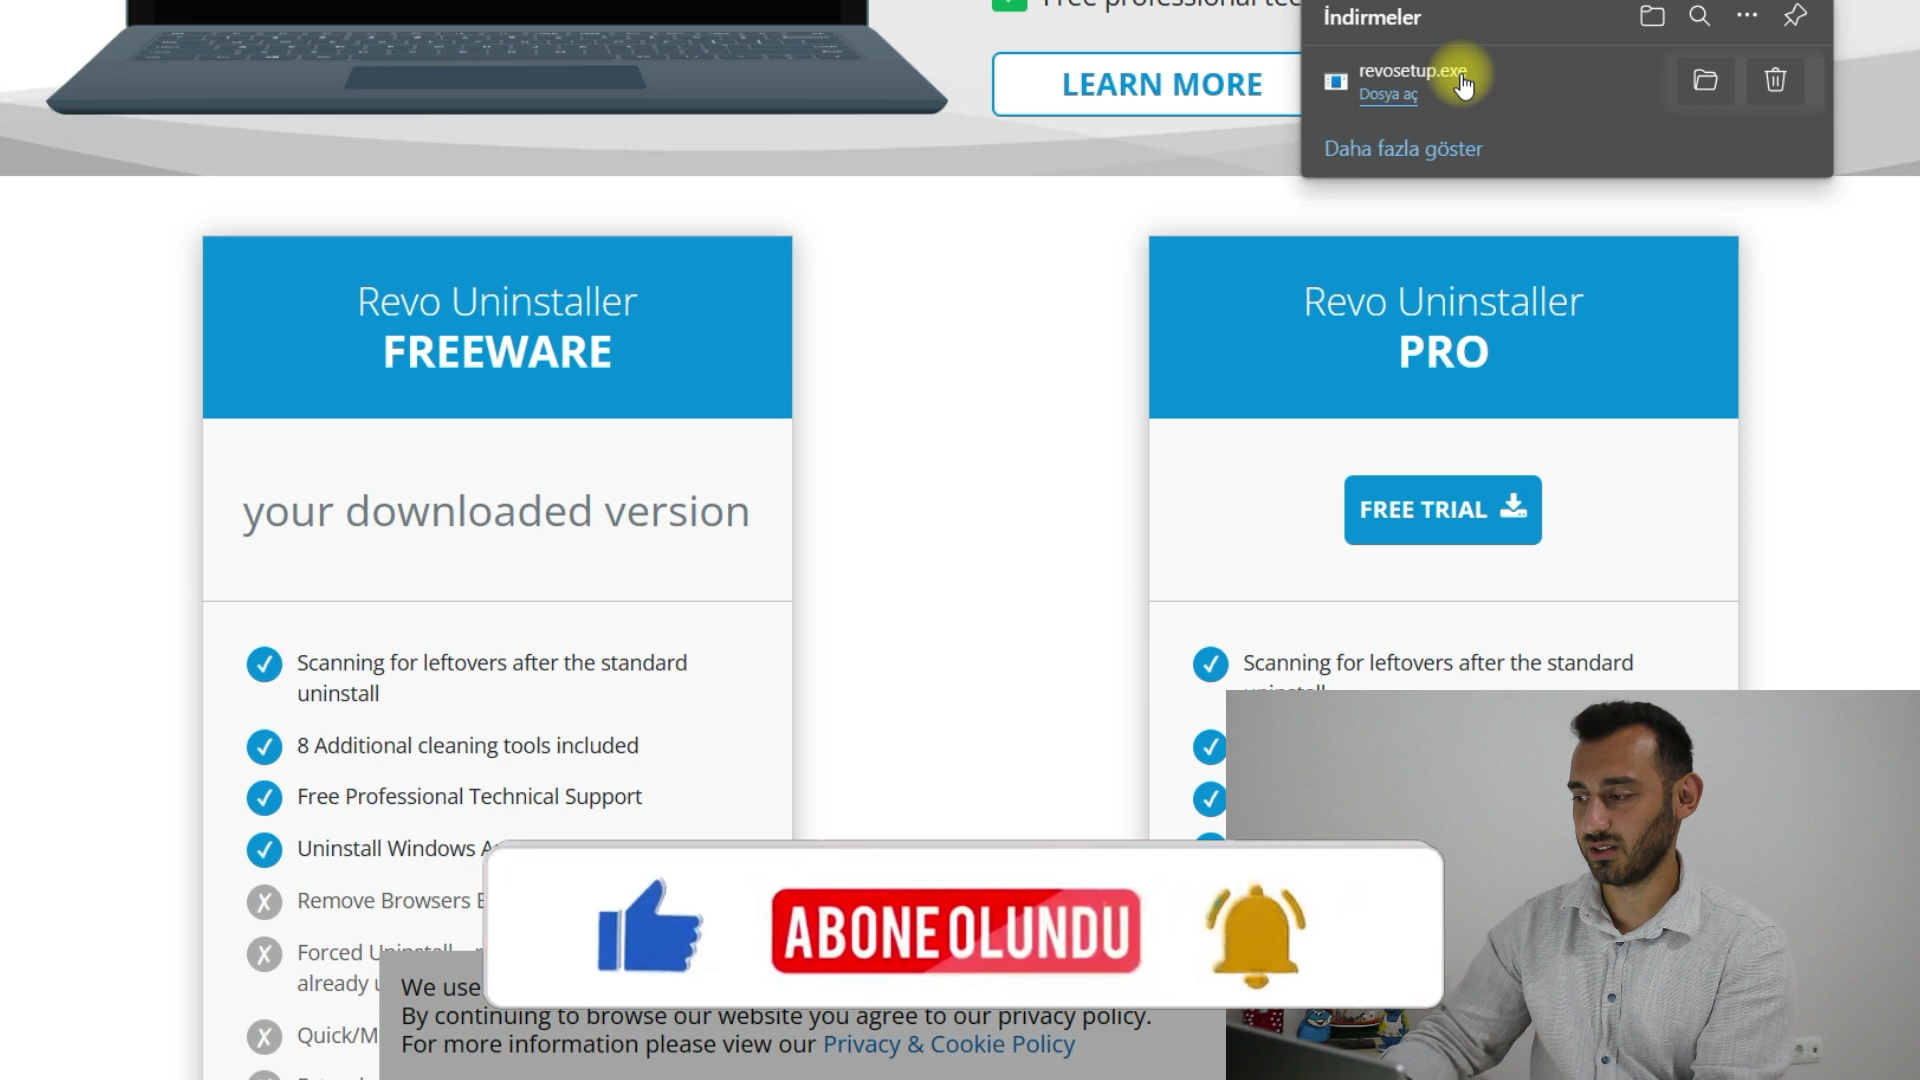 İndirmeler
revosetup.exe
Dosya aç
Daha fazla göster
LEARN MORE
Revo Uninstaller
FREEWARE
your downloaded version
Scanning for leftovers after the standard
uninstall
8 Additional cleaning tools included
Free Professional Technical Support
Uninstall Windows
Remove Browsers
Forced
already
Revo Uninstaller
PRO
FREE TRIAL
Scanning for leftovers after the standard
ABONE OLUNDU
We use
By continuing to browse our website you agree to our privacy policy.
For more information please view our Privacy & Cookie Policy